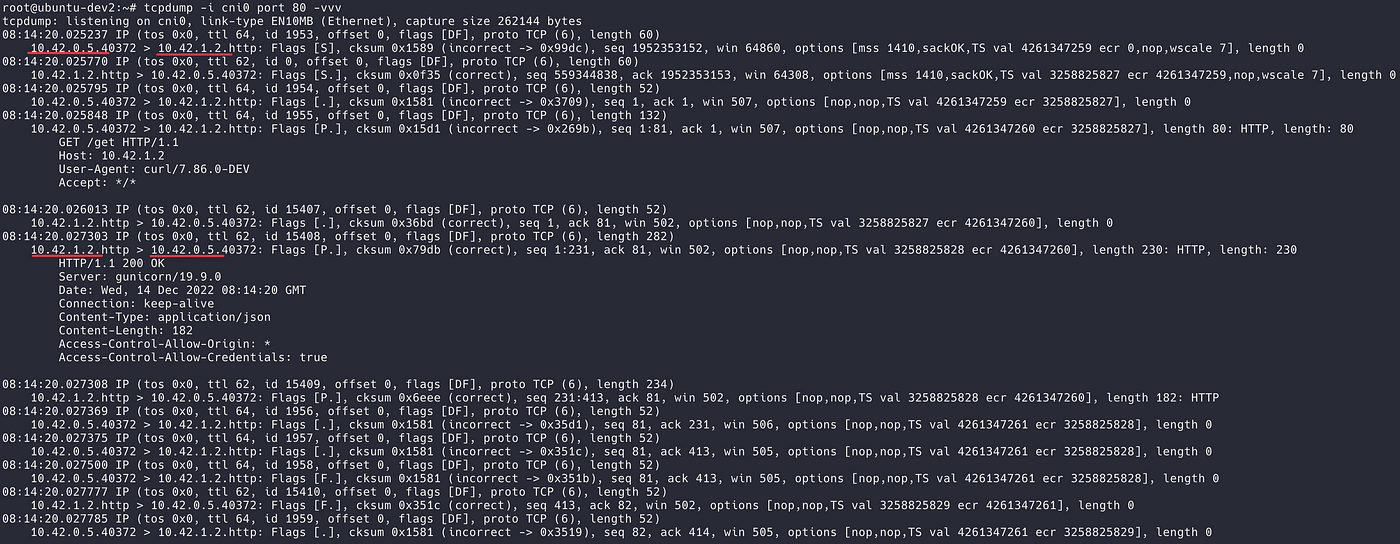 root@ubuntu-dev2:~# tcpdump -i cni0 port 80 -vvv
tcpdump: listening on cni0, link-type EN10MB (Ethernet), capture size 262144 bytes
08:14:20.025237 IP (tos 0x0, ttl 64, id 1953, offset 0, flags [DF], proto TCP (6), length 60)
10.42.0.5.40372 > 10.42.1.2.http: Flags [S], cksum 0x1589 (incorrect -> 0x99dc), seq 1952353152, win 64860, options [mss 1410,sackOK,TS val 4261347259 ecr 0,nop,wscale 7], length 0
08:14:20.025770 IP (tos 0x0, ttl 62, id 0, offset 0, flags [DF], proto TCP (6), length 60)
10.42.1.2.http > 10.42.0.5.40372: Flags [S.], cksum 0x0f35 (correct), seq 559344838, ack 1952353153, win 64308, options [mss 1410,sackOK,TS val 3258825827 ecr 4261347259,nop,wscale 7], length 0
08:14:20.025795 IP (tos 0x0, ttl 64, id 1954, offset 0, flags [DF], proto TCP (6), length 52)
10.42.0.5.40372 > 10.42.1.2.http: Flags [.], cksum 0x1581 (incorrect -> 0x3709), seq 1, ack 1, win 507, options [nop,nop,TS val 4261347259 ecr 3258825827], length 0
08:14:20.025848 IP (tos 0x0, ttl 64, id 1955, offset 0, flags [DF], proto TCP (6), length 132)
10.42.0.5.40372 > 10.42.1.2.http: Flags [P.], cksum 0x15d1 (incorrect -> 0x269b), seq 1:81, ack 1, win 507, options [nop,nop,TS val 4261347260 ecr 3258825827], length 80: HTTP, length: 80
GET /get HTTP/1.1
Host: 10.42.1.2
User-Agent: curl/7.86.0-DEV
Accept: */*
08:14:20.026013 IP (tos 0x0, ttl 62, id 15407, offset 0, flags [DF], proto TCP (6), length 52)
10.42.1.2.http > 10.42.0.5.40372: Flags [.], cksum 0x36bd (correct), seq 1, ack 81, win 502, options [nop,nop,TS val 3258825827 ecr 4261347260], length 0
08:14:20.027303 IP (tos 0x0, ttl 62, id 15408, offset 0, flags [DF], proto TCP (6), length 282)
10.42.1.2.http > 10.42.0.5.40372: Flags [P.], cksum 0x79db (correct), seq 1:231, ack 81, win 502, options [nop,nop,TS val 3258825828 ecr 4261347260], length 230: HTTP, length: 230
HTTP/1.1 200 OK
Server: gunicorn/19.9.0
Date: Wed, 14 Dec 2022 08:14:20 GMT
Connection: keep-alive
Content-Type: application/json
Content-Length: 182
Access-Control-Allow-Origin: *
Access-Control-Allow-Credentials: true
08:14:20.027308 IP (tos 0x0, ttl 62, id 15409, offset 0, flags [DF], proto TCP (6), length 234)
10.42.1.2.http > 10.42.0.5.40372: Flags [P.], cksum 0x6eee (correct), seq 231:413, ack 81, win 502, options [nop,nop,TS val 3258825828 ecr 4261347260], length 182: HTTP
08:14:20.027369 IP (tos 0x0, ttl 64, id 1956, offset 0, flags [DF], proto TCP (6), length 52)
10.42.0.5.40372 > 10.42.1.2.http: Flags [.], cksum 0x1581 (incorrect -> 0x35d1), seq 81, ack 231, win 506, options [nop,nop,TS val 4261347261 ecr 3258825828], length 0
08:14:20.027375 IP (tos 0x0, ttl 64, id 1957, offset 0, flags [DF], proto TCP (6), length 52)
10.42.0.5.40372 > 10.42.1.2.http: Flags [.], cksum 0x1581 (incorrect -> 0x351c), seq 81, ack 413, win 505, options [nop,nop,TS val 4261347261 ecr 3258825828], length 0
08:14:20.027500 IP (tos 0x0, ttl 64, id 1958, offset 0, flags [DF], proto TCP (6), length 52)
10.42.0.5.40372 > 10.42.1.2.http: Flags [F.], cksum 0x1581 (incorrect -> 0x351b), seq 81, ack 413, win 505, options [nop,nop,TS val 4261347261 ecr 3258825828], length 0
08:14:20.027777 IP (tos 0x0, ttl 62, id 15410, offset 0, flags [DF], proto TCP (6), length 52)
10.42.1.2.http > 10.42.0.5.40372: Flags [F.], cksum 0x351c (correct), seq 413, ack 82, win 502, options [nop,nop,TS val 3258825829 ecr 4261347261], length 0
08:14:20.027785 IP (tos 0x0, ttl 64, id 1959, offset 0, flags [DF], proto TCP (6), length 52)
10.42.0.5.40372 > 10.42.1.2.http: Flags [.], cksum 0x1581 (incorrect -> 0x3519), seq 82, ack 414, win 505, options [nop,nop,TS val 4261347261 ecr 3258825829], length 0